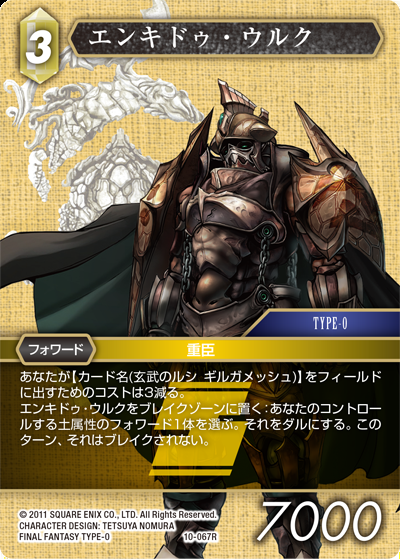 3
エンキドゥ・ウルク
TYPE-0
フォワード
重臣
あなたが【カード名(玄武のルシ ギルガメッシュ)】をフィールド
に出すためのコストは3減る。
エンキドゥ・ウルクをブレイクゾーンに置く:あなたのコントロー
ルする土属性のフォワード1体を選ぶ。それをダルにする。この
ターン、それはブレイクされない。
© 2011 SQUARE ENIX CO., LTD. All Rights Reserved.
CHARACTER DESIGN: TETSUYA NOMURA
FINAL FANTASY TYPE-0
10-067R
7000